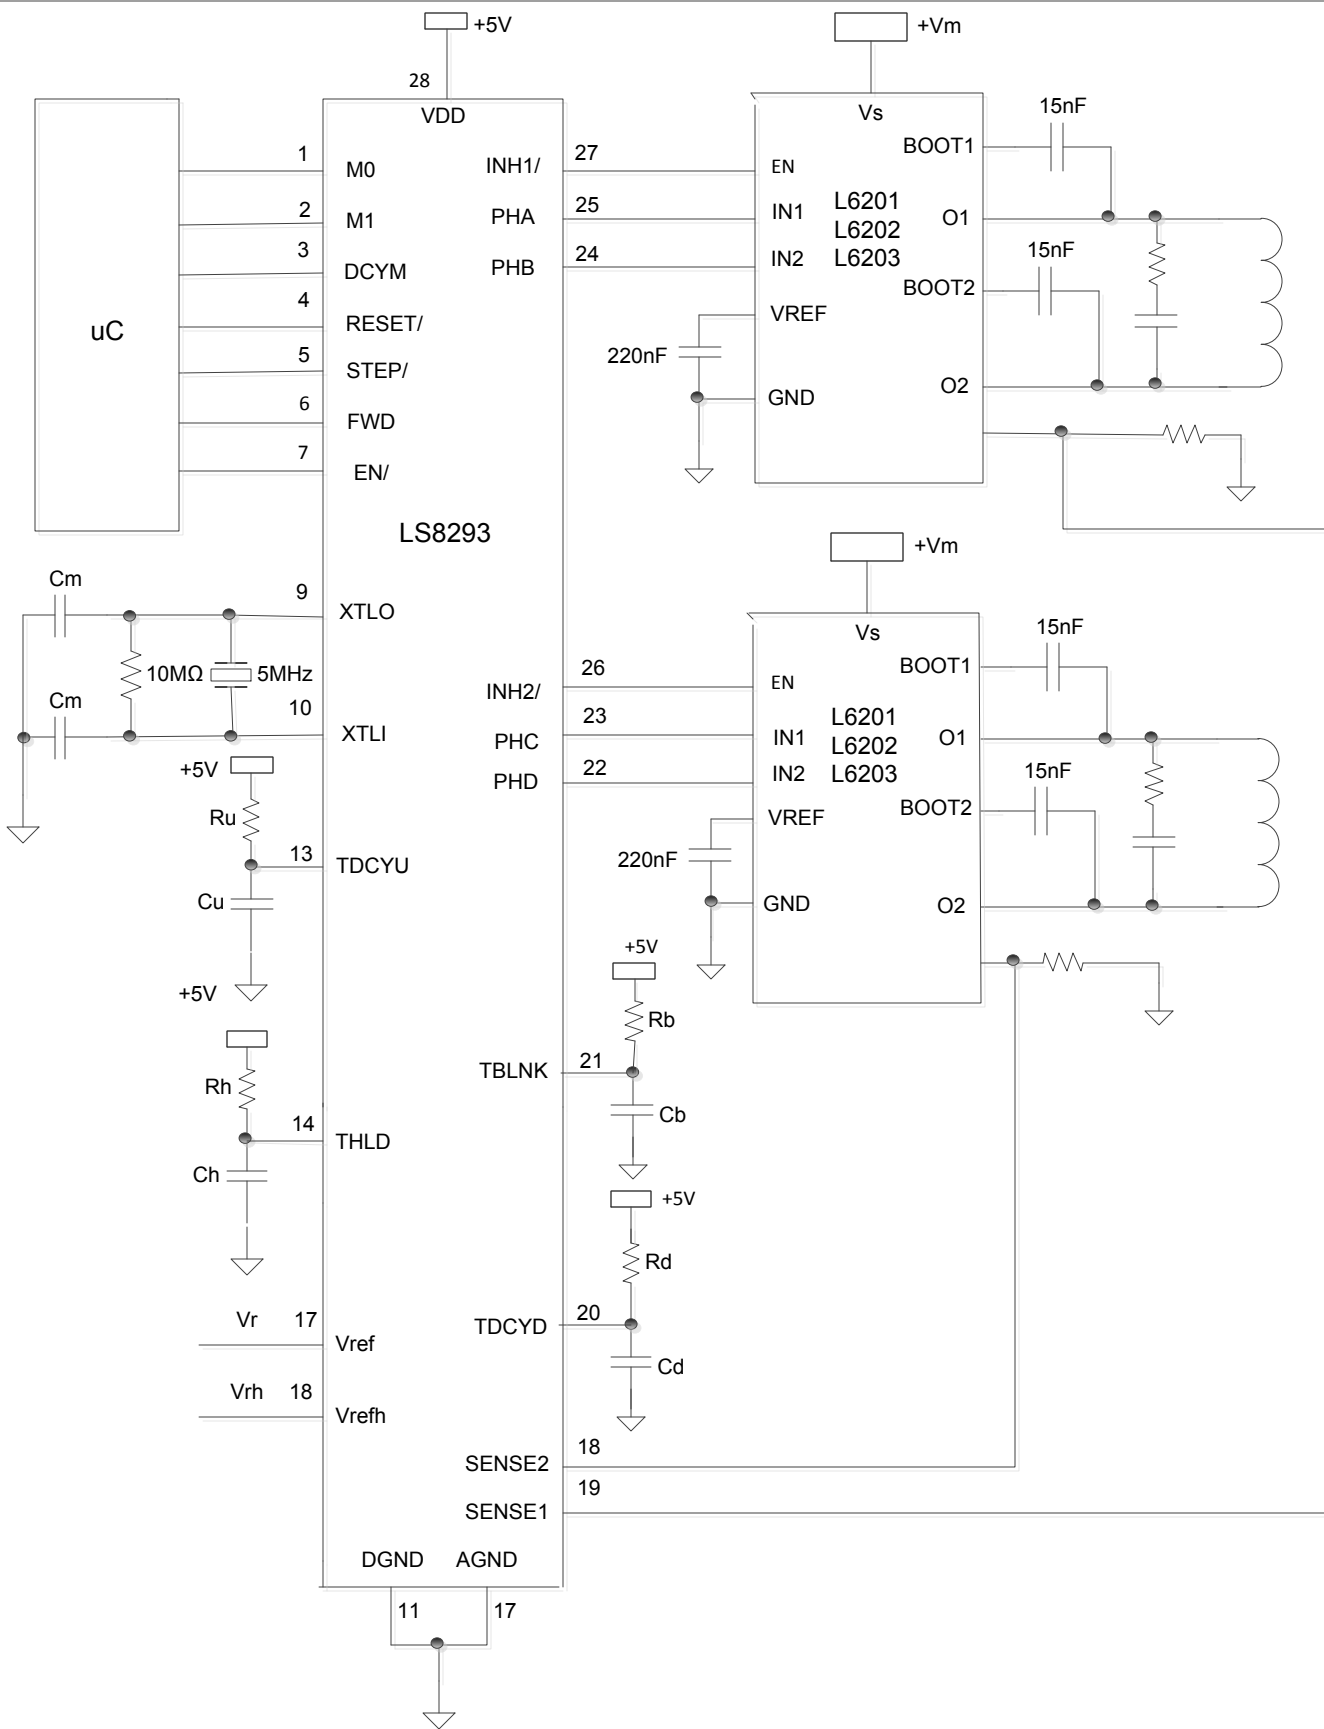 +5V
28
VDD
uC
1
M0
2
M1
3
DCYM
4
RESET/
5
STEP/
6
FWD
7
EN/
LS8293
Cm
9
XTLO
10MΩ
5MHz
Cm
10
XTLI
+5V
Ru
13
TDCYU
Cu
+5V
Rh
14
THLD
Ch
Vr
17
Vref
Vrh
18
Vrefh
DGND
AGND
11
17
INH1/
27
PHA
25
PHB
24
INH2/
26
PHC
23
PHD
22
TBLNK
21
+5V
Rb
Cb
+5V
Rd
TDCYD
20
Cd
SENSE2
18
SENSE1
19
+Vm
Vs
EN
IN1
IN2
L6201
L6202
L6203
VREF
220nF
GND
BOOT1
15nF
O1
15nF
BOOT2
O2
+Vm
Vs
EN
IN1
IN2
L6201
L6202
L6203
VREF
220nF
GND
BOOT1
15nF
O1
15nF
BOOT2
O2